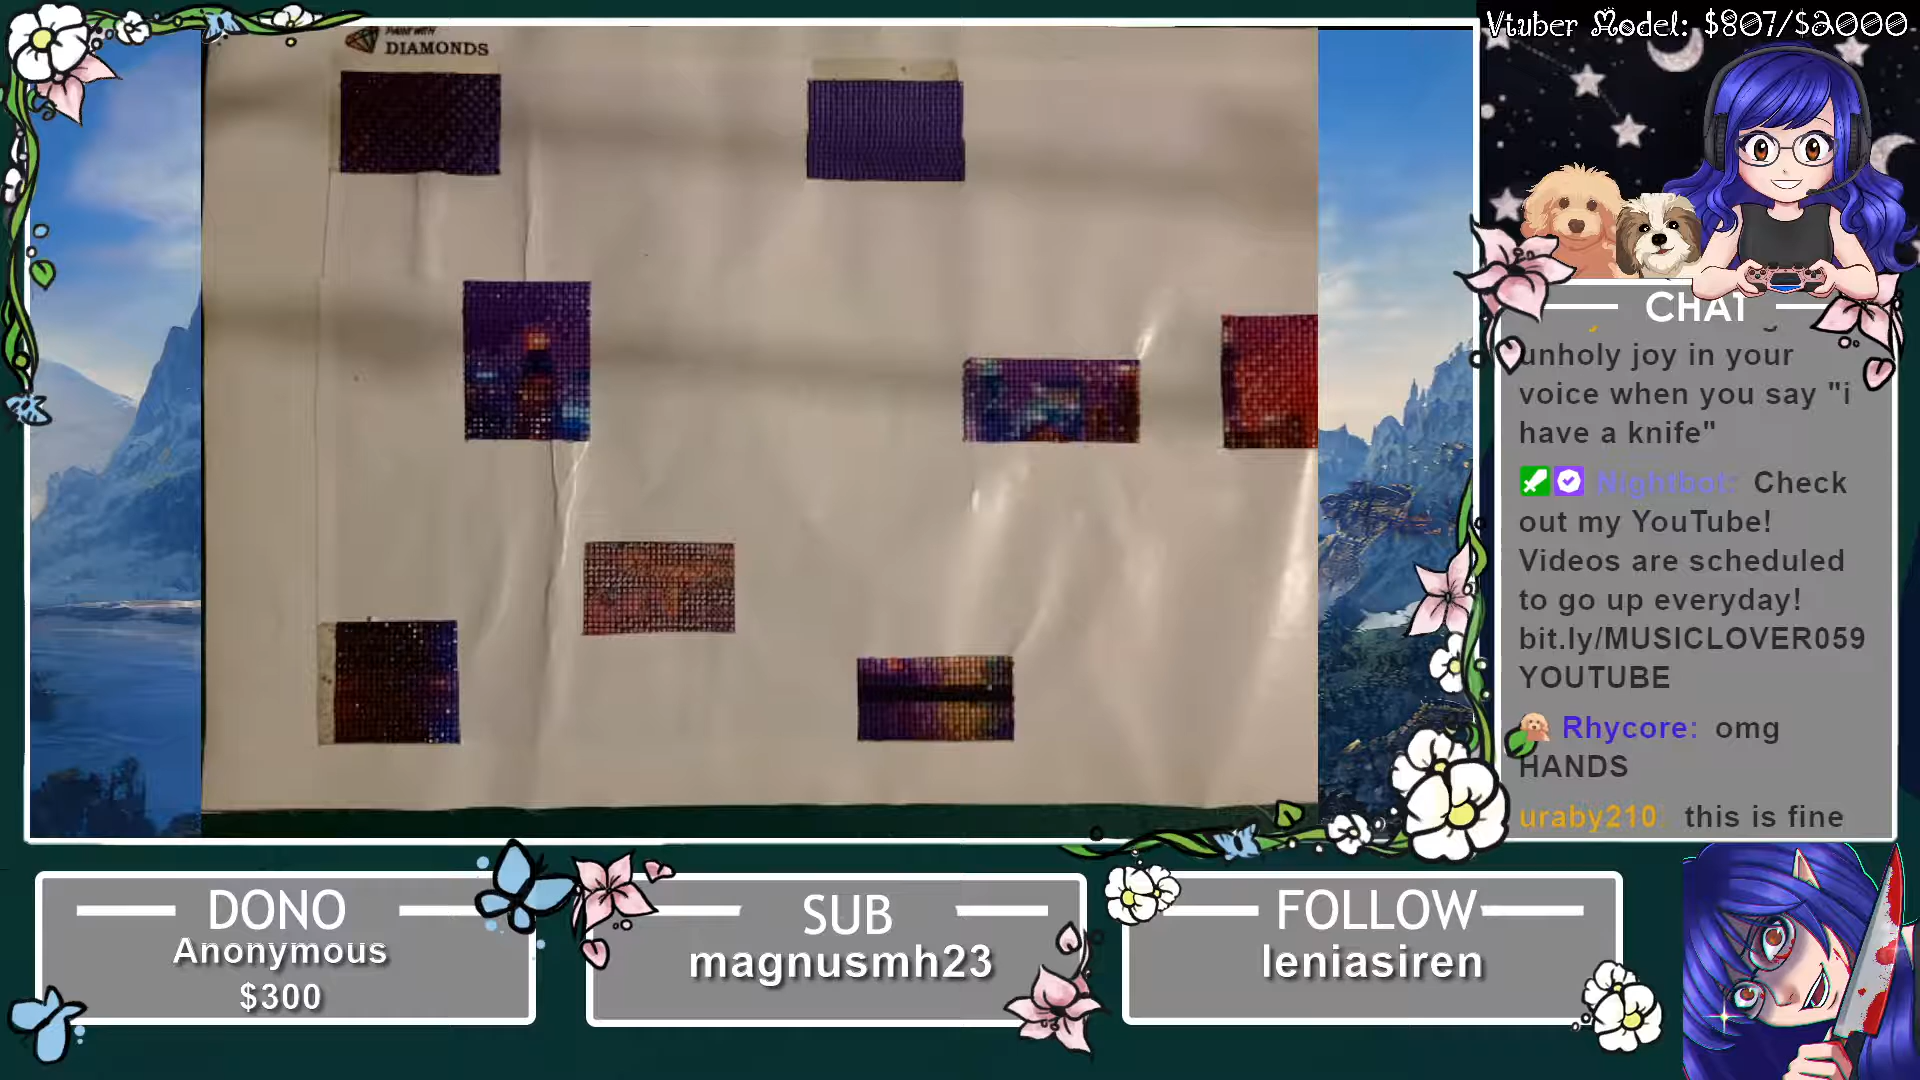 Vtuber Model: $807/$2000
PAINT WITH
DIAMONDS
CHAT
unholy joy in your
voice when you say "i
have a knife"
Nightbot: Check
out my YouTube!
Videos are scheduled
to go up everyday!
bit.ly/MUSICLOVER059
YOUTUBE
Rhycore: omg
HANDS
uraby210: this is fine
DONO
Anonymous
$300
SUB
magnusmh23
FOLLOW
leniasiren